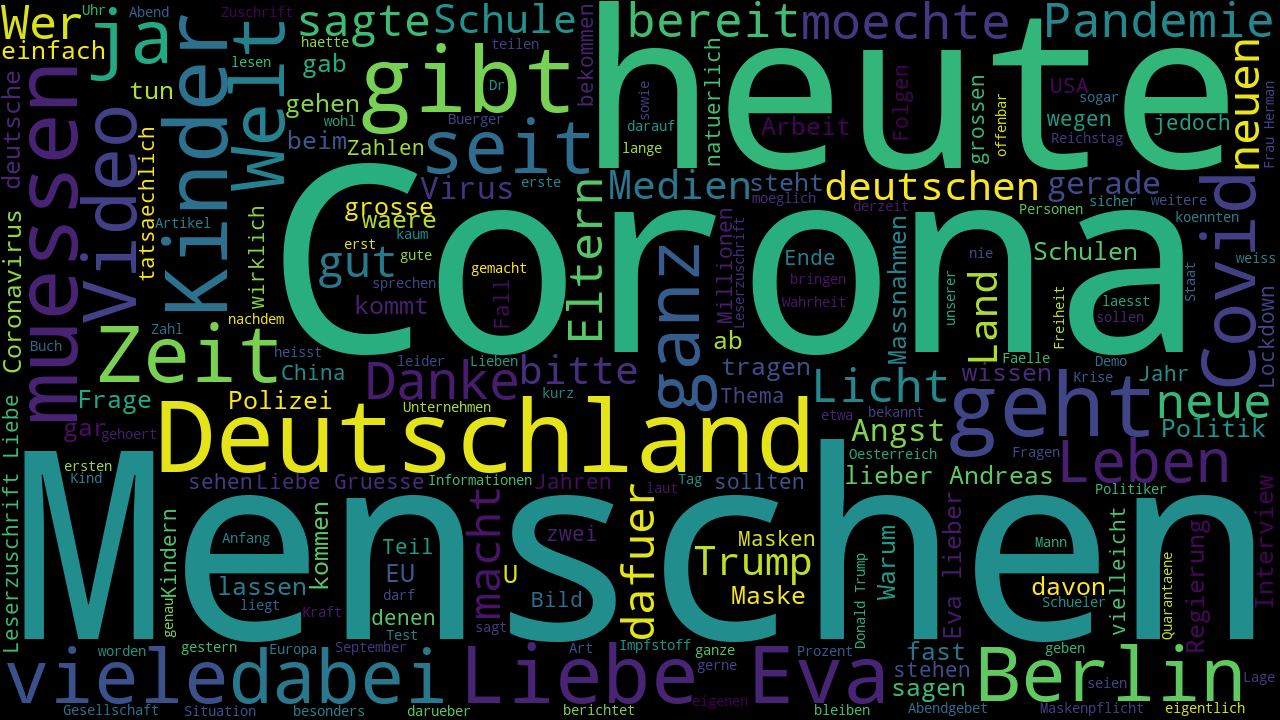 Wer
Uhr
Abend
Zuschrift
sagte
Schule
bereit
moechte
Pandemie
einfach
ja
lesen
haette
gab
gibt
teilen
bekommen
heute
neuen
Frau Herman
deutsche
muessen
Video
tun
Kinder
Welt
gehen
wohl
beim
Zahlen
Dr
Buerger
seit
sowie
darauf
lange
natuerlich
Arbeit
Folgen
grossen
offenbar
USA
sogar
wegen
Reichstag
jedoch
tatsaechlich
Artikel
wirklich
Virus
erste
Medien
steht
moeglich
deutschen
derzeit
gerade
Personen
sicher
weitere
koennten
Covid
weiss
Coronavirus
grosse
waere
kaum
erst
gut
gute
sprechen
Corona
gemacht
kommt
Fall
Eltern
ganz
Millionen
Leserzuschrift
Ende
bringen
Wahrheit
Massnahmen
nie
unserer
Land
Schulen
Freiheit
laesst
sollen
Staat
Lockdown
nachdem
Buch
Zahl
Zeit
heisst
China
leider
Lieben
Danke
bitte
kurz
ab
tragen
Thema
Licht
etwa
bekannt
wissen
Faelle
Demo
Krise
Jahr
geht
neue
Politik
Frage
Polizei
Unternehmen
gar
gehoert
Deutschland
Angst
Oesterreich
Fragen
Leben
Leserzuschrift Liebe
ersten
Kind
sehen
Liebe
Gruesse
Informationen
Jahren
laut
Tag
sollten
lieber
Andreas
Politiker
Interview
Menschen
genau
Kindern
Anfang
lassen
liegt
kommen
Kraft
Teil
EU
darf
denen
Test
macht
sagt
U
zwei
Bild
dafuer
Masken
Trump
Maske
Donald Trump
Warum
Eva lieber
Mann
davon
Schueler
vielleicht
Quarantaene
Regierung
viele
worden
gestern
dabei
Europa
September
Liebe
Art
Impfstoff
ganze
gerne
eigenen
Eva
Prozent
fast
stehen
sagen
Berlin
geben
seien
Lage
Gesellschaft
Situation
besonders
darueber
berichtet
bleiben
Abendgebet
Maskenpflicht
eigentlich